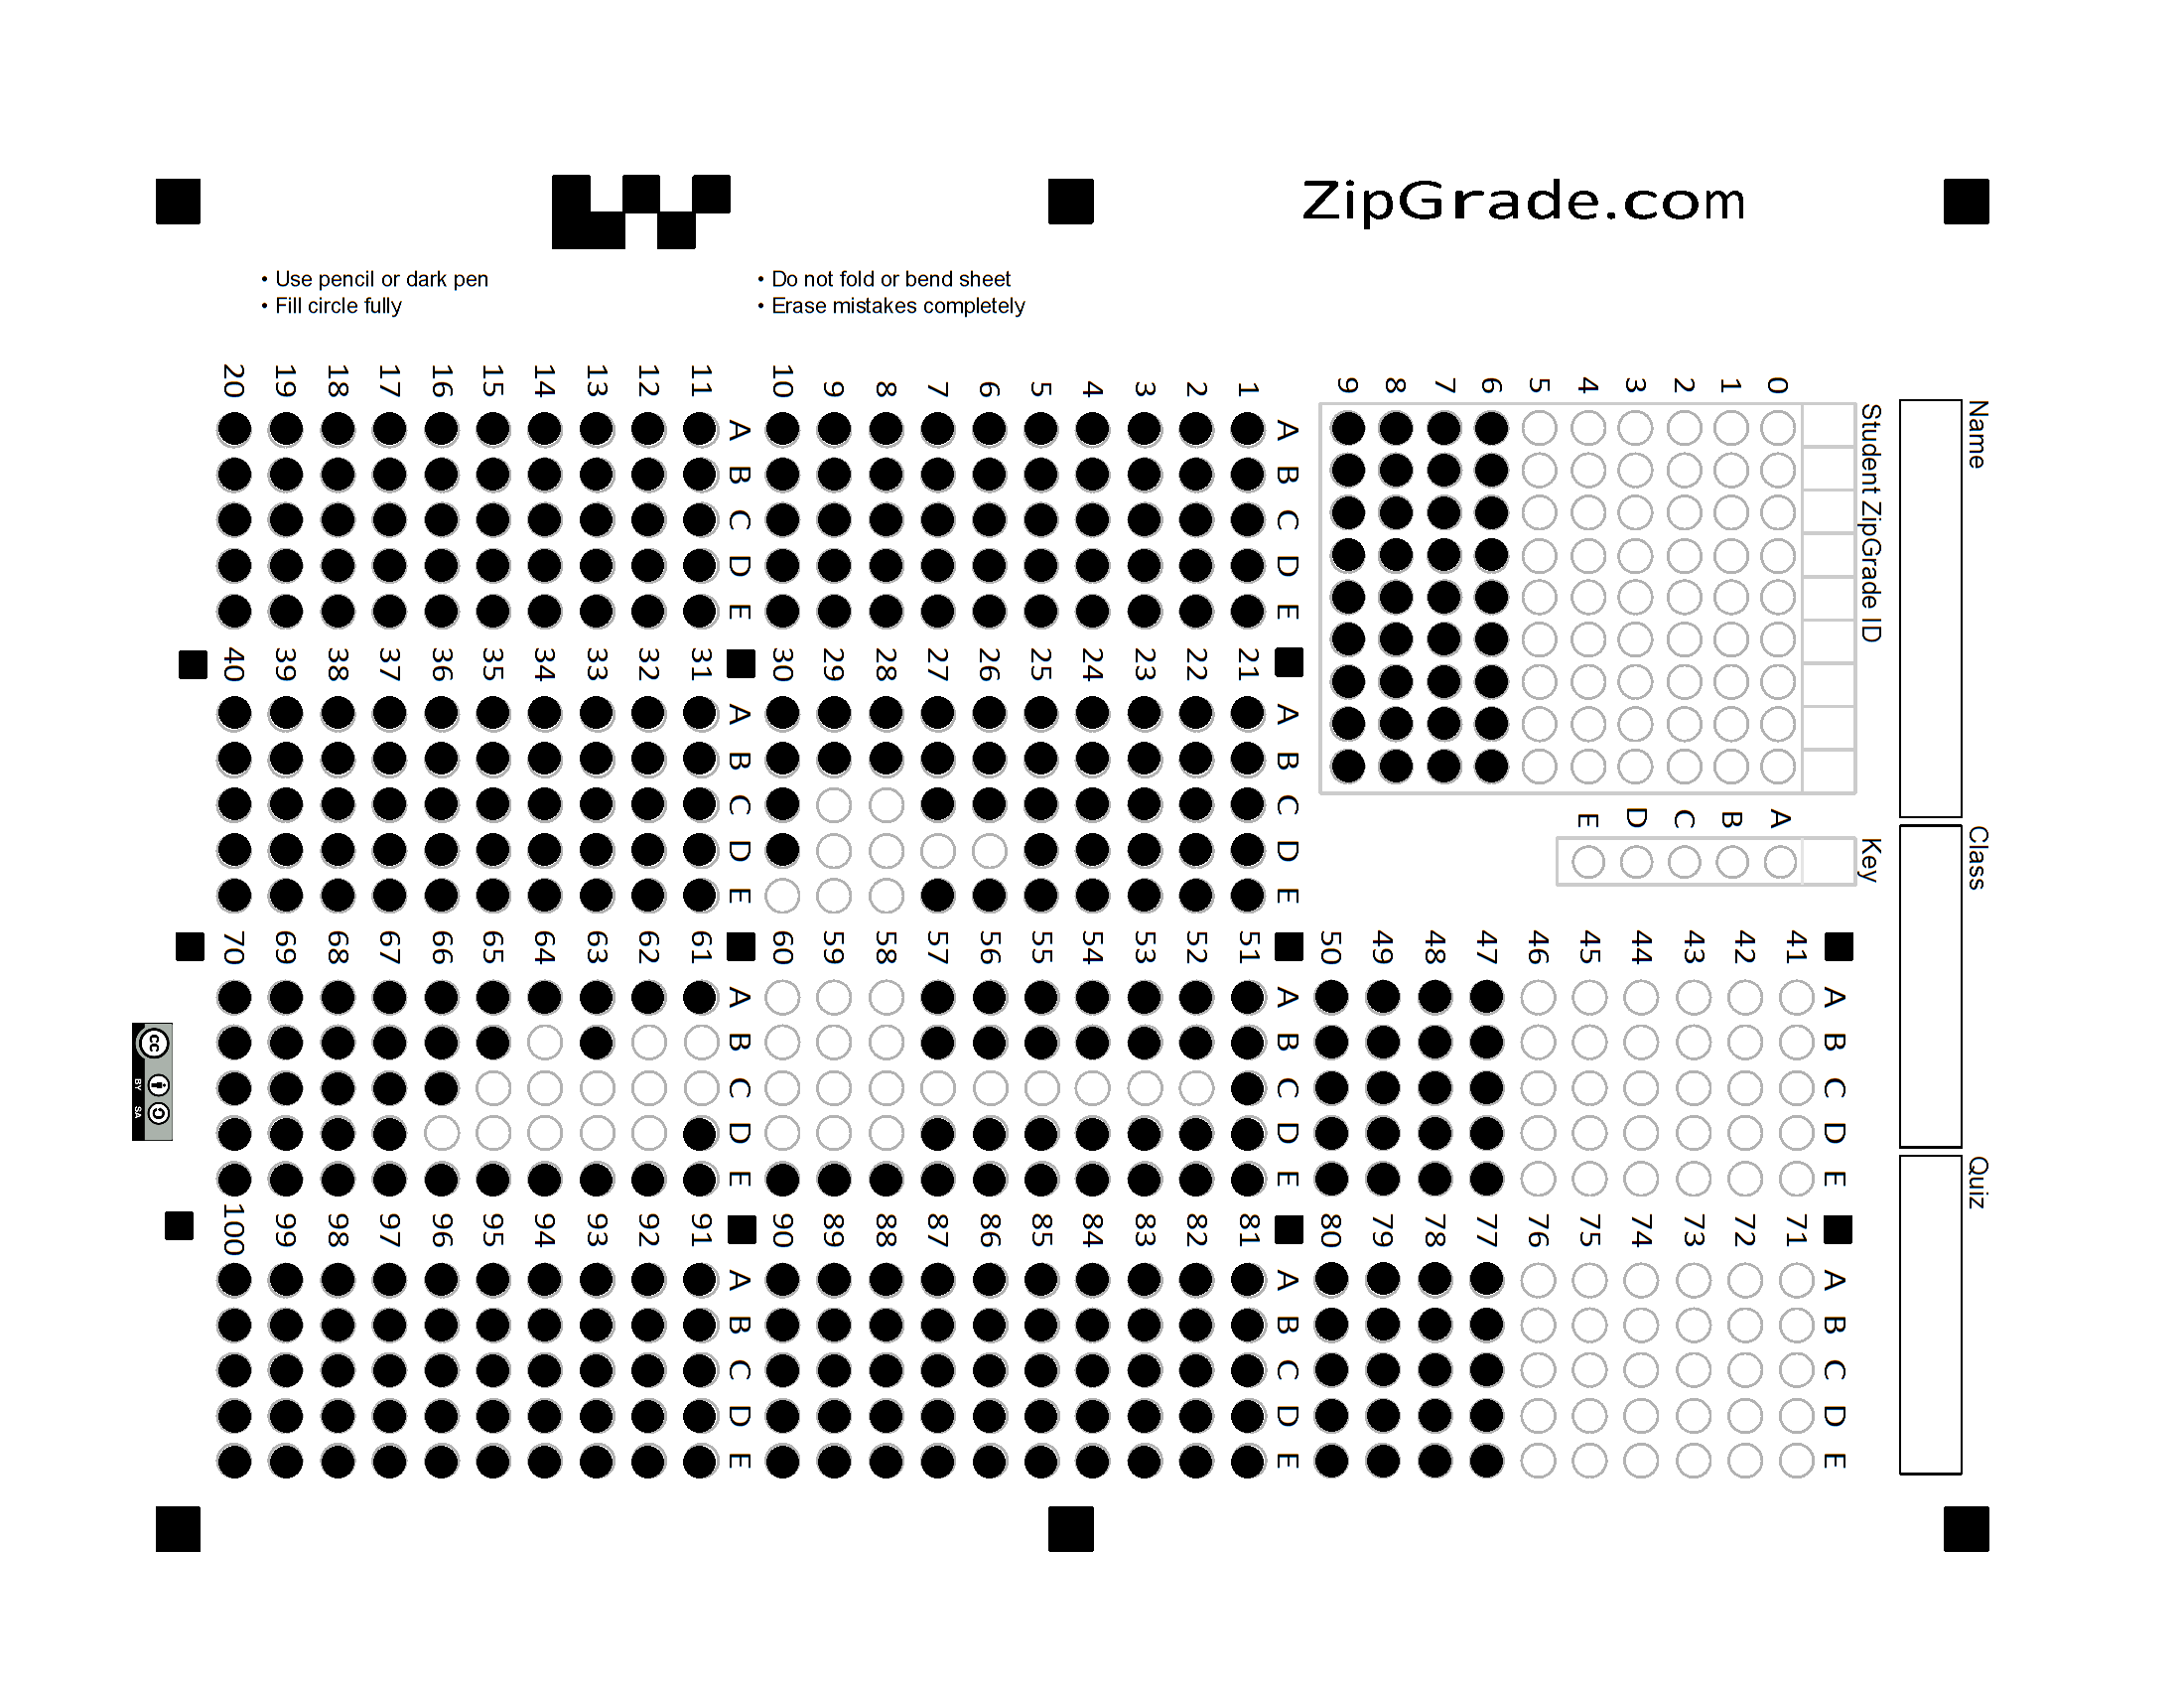 ZipGrade.com
• Use pencil or dark pen
• Fill circle fully
• Do not fold or bend sheet
• Erase mistakes completely
Name
Class
Quiz
Student ZipGrade ID
0 1 2 3 4 5 6 7 8 9
Key
A B C D E
A B C D E
1 2 3 4 5 6 7 8 9 10
A B C D E
11 12 13 14 15 16 17 18 19 20
A B C D E
21 22 23 24 25 26 27 28 29 30
A B C D E
31 32 33 34 35 36 37 38 39 40
A B C D E
41 42 43 44 45 46 47 48 49 50
A B C D E
51 52 53 54 55 56 57 58 59 60
A B C D E
61 62 63 64 65 66 67 68 69 70
A B C D E
71 72 73 74 75 76 77 78 79 80
A B C D E
81 82 83 84 85 86 87 88 89 90
A B C D E
91 92 93 94 95 96 97 98 99 100
cc
BY SA